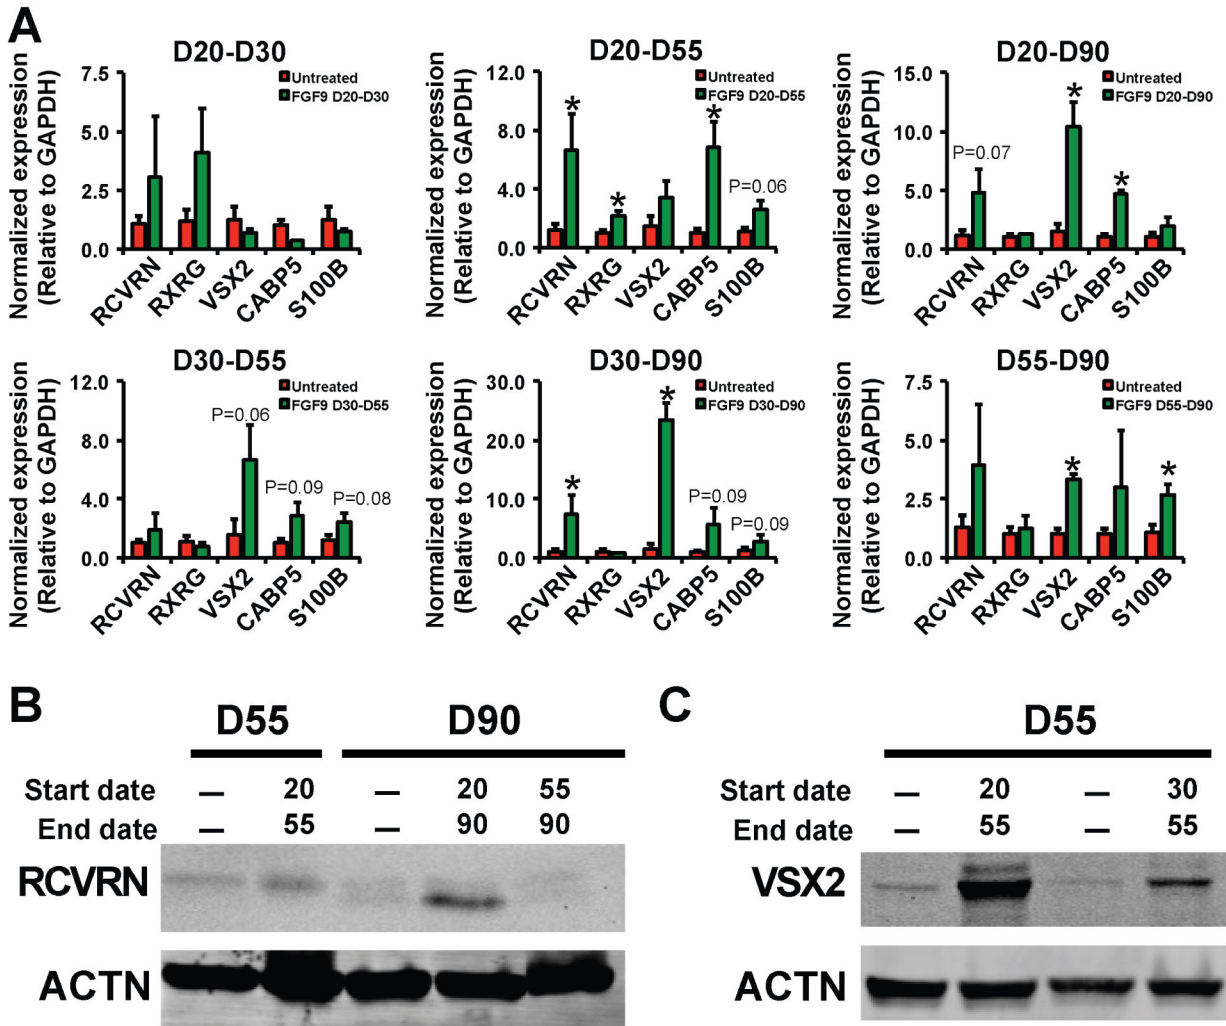 A
D20-D30
Normalized expression
(Relative to GAPDH)
7.5
5.0
2.5
0.0
Untreated
FGF9 D20-D30
RCVRN
RXRG
VSX2
CABP5
S100B
D20-D55
Normalized expression
(Relative to GAPDH)
12.0
8.0
4.0
0.0
Untreated
FGF9 D20-D55
*
*
*
P=0.06
RCVRN
RXRG
VSX2
CABP5
S100B
D20-D90
Normalized expression
(Relative to GAPDH)
15.0
10.0
5.0
0.0
Untreated
FGF9 D20-D90
P=0.07
*
*
RCVRN
RXRG
VSX2
CABP5
S100B
D30-D55
Normalized expression
(Relative to GAPDH)
12.0
8.0
4.0
0.0
Untreated
FGF9 D30-D55
P=0.06
P=0.09
P=0.08
RCVRN
RXRG
VSX2
CABP5
S100B
D30-D90
Normalized expression
(Relative to GAPDH)
30.0
20.0
10.0
0.0
Untreated
FGF9 D30-D90
*
*
P=0.09
P=0.09
RCVRN
RXRG
VSX2
CABP5
S100B
D55-D90
Normalized expression
(Relative to GAPDH)
7.5
5.0
2.5
0.0
Untreated
FGF9 D55-D90
*
*
RCVRN
RXRG
VSX2
CABP5
S100B
B
D55 D90
Start date — 20 — 20 55
End date — 55 — 90 90
RCVRN
ACTN
C
D55
Start date — 20 — 30
End date — 55 — 55
VSX2
ACTN